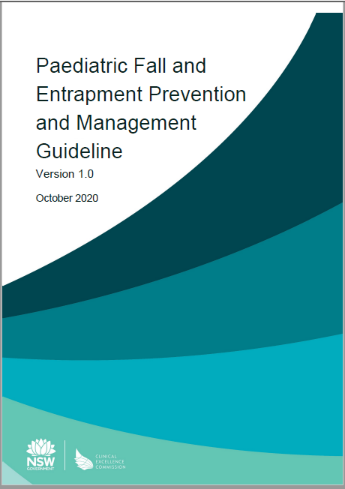 Paediatric Fall and
Entrapment Prevention
and Management
Guideline
Version 1.0
October 2020
NSW
GOVERNMENT
CLINICAL
EXCELLENCE
COMMISSION